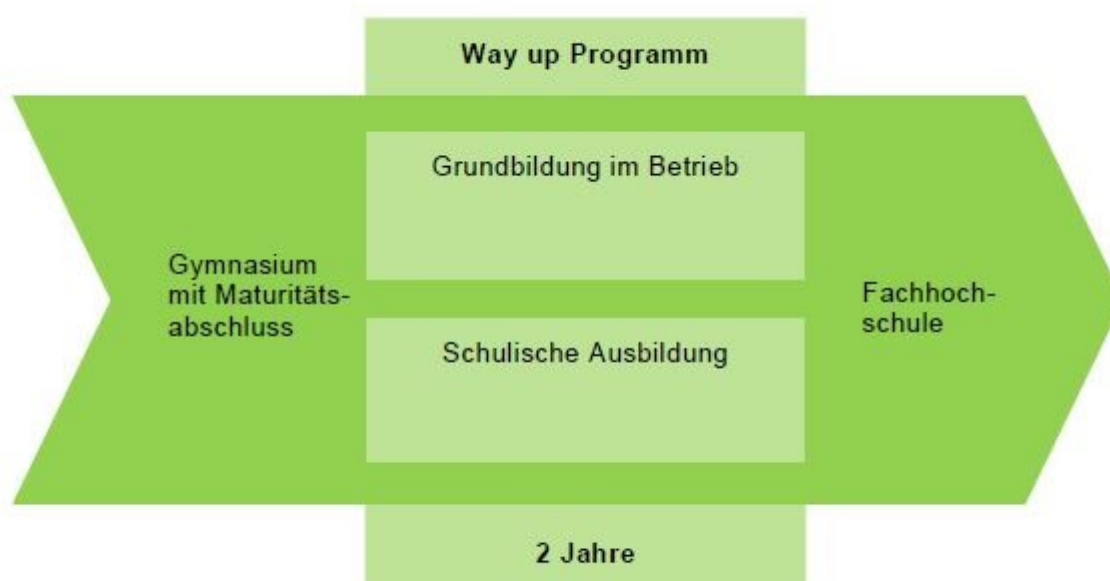 Way up Programm
Grundbildung im Betrieb
Gymnasium
mit Maturitäts-
abschluss
Schulische Ausbildung
Fachhoch-
schule
2 Jahre